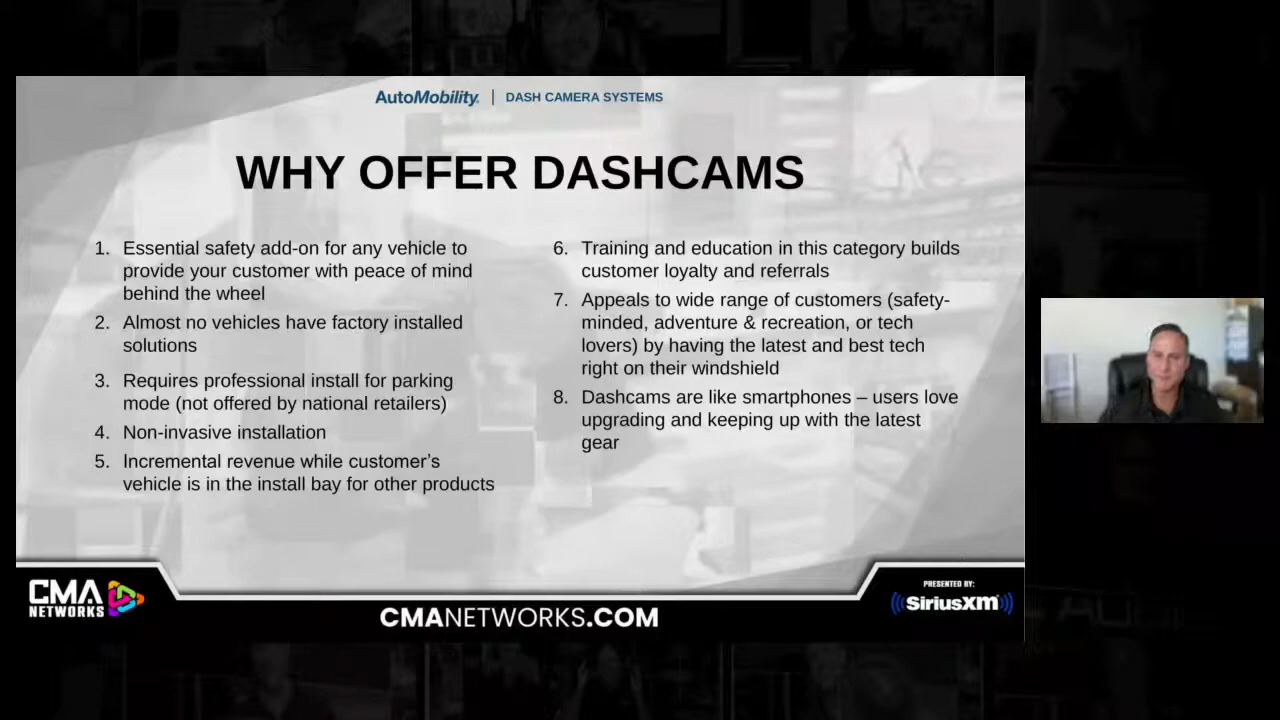 AutoMobility. | DASH CAMERA SYSTEMS
WHY OFFER DASHCAMS
1. Essential safety add-on for any vehicle to
provide your customer with peace of mind
behind the wheel
2. Almost no vehicles have factory installed
solutions
3. Requires professional install for parking
mode (not offered by national retailers)
4. Non-invasive installation
5. Incremental revenue while customer’s
vehicle is in the install bay for other products
6. Training and education in this category builds
customer loyalty and referrals
7. Appeals to wide range of customers (safety-
minded, adventure & recreation, or tech
lovers) by having the latest and best tech
right on their windshield
8. Dashcams are like smartphones – users love
upgrading and keeping up with the latest
gear
CMA
NETWORKS
CMANETWORKS.COM
PRESENTED BY:
SiriusXM